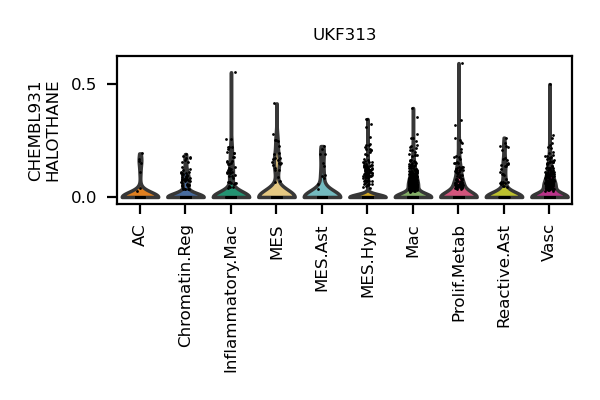 UKF313
CHEMBL931
HALOTHANE
0.5
0.0
AC
Chromatin.Reg
Inflammatory.Mac
MES
MES.Ast
MES.Hyp
Mac
Prolif.Metab
Reactive.Ast
Vasc